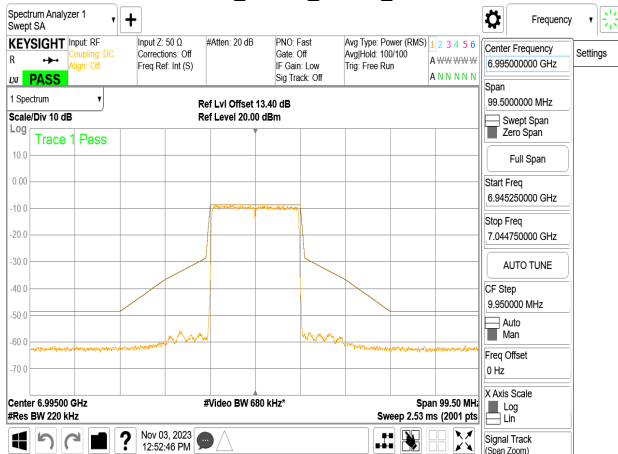 Spectrum Analyzer 1
Swept SA
Frequency
KEYSIGHT
R
LXI
PASS
Input: RF
Coupling: DC
Align: Off
Input Z: 50 Ω
Corrections: Off
Freq Ref: Int (S)
#Atten: 20 dB
PNO: Fast
Gate: Off
IF Gain: Low
Sig Track: Off
Avg Type: Power (RMS)
Avg|Hold: 100/100
Trig: Free Run
1 2 3 4 5 6
A W W W W W
A N N N N N
1 Spectrum
Scale/Div 10 dB
Ref Lvl Offset 13.40 dB
Ref Level 20.00 dBm
Log
Trace 1 Pass
10.0
0.00
-10.0
-20.0
-30.0
-40.0
-50.0
-60.0
-70.0
Center 6.99500 GHz
#Video BW 680 kHz*
Span 99.50 MHz
#Res BW 220 kHz
Sweep 2.53 ms (2001 pts
Nov 03, 2023
12:52:46 PM
Center Frequency
6.995000000 GHz
Settings
Span
99.5000000 MHz
Swept Span
Zero Span
Full Span
Start Freq
6.945250000 GHz
Stop Freq
7.044750000 GHz
AUTO TUNE
CF Step
9.950000 MHz
Auto
Man
Freq Offset
0 Hz
X Axis Scale
Log
Lin
Signal Track
(Span Zoom)